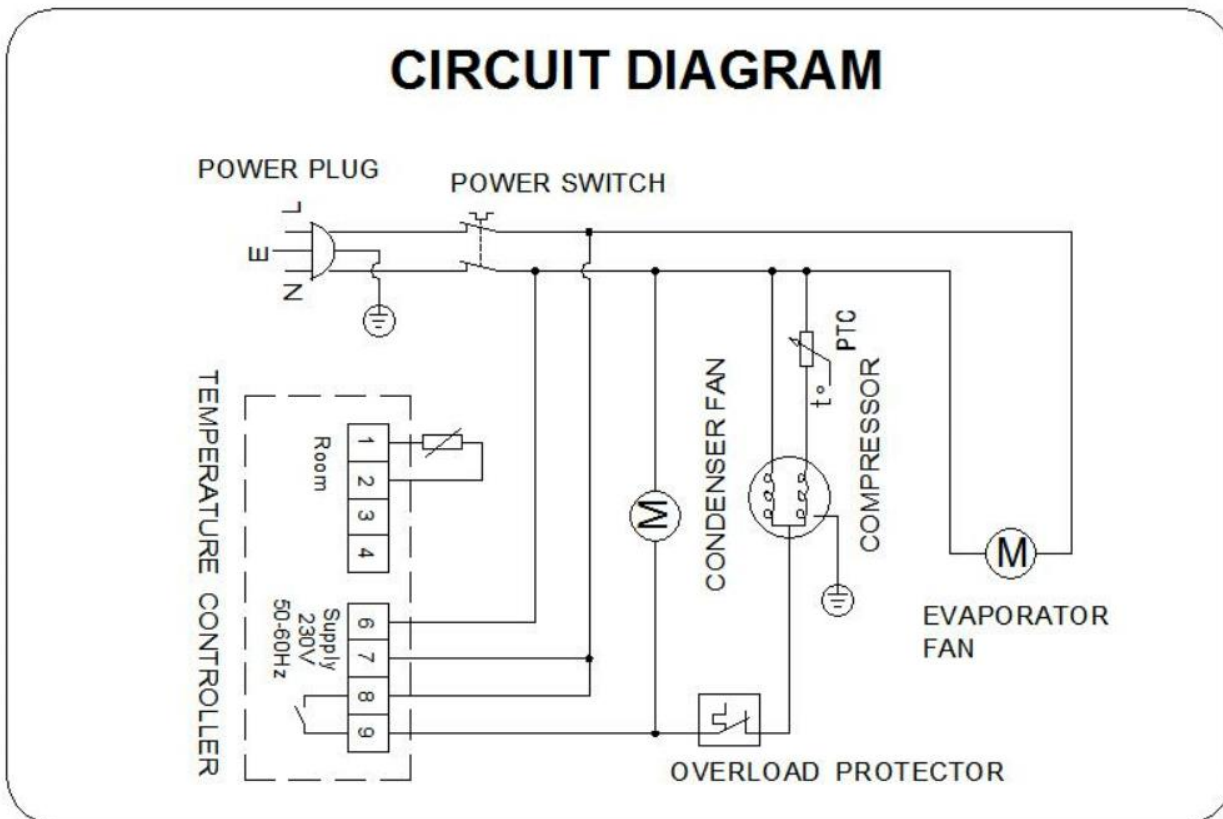 CIRCUIT DIAGRAM
POWER PLUG
POWER SWITCH
L
E
N
PTC
t°
TEMPERATURE CONTROLLER
Room
1
2
3
4
Supply
230V
50-60Hz
6
7
8
9
M
CONDENSER FAN
COMPRESSOR
M
EVAPORATOR
FAN
OVERLOAD PROTECTOR